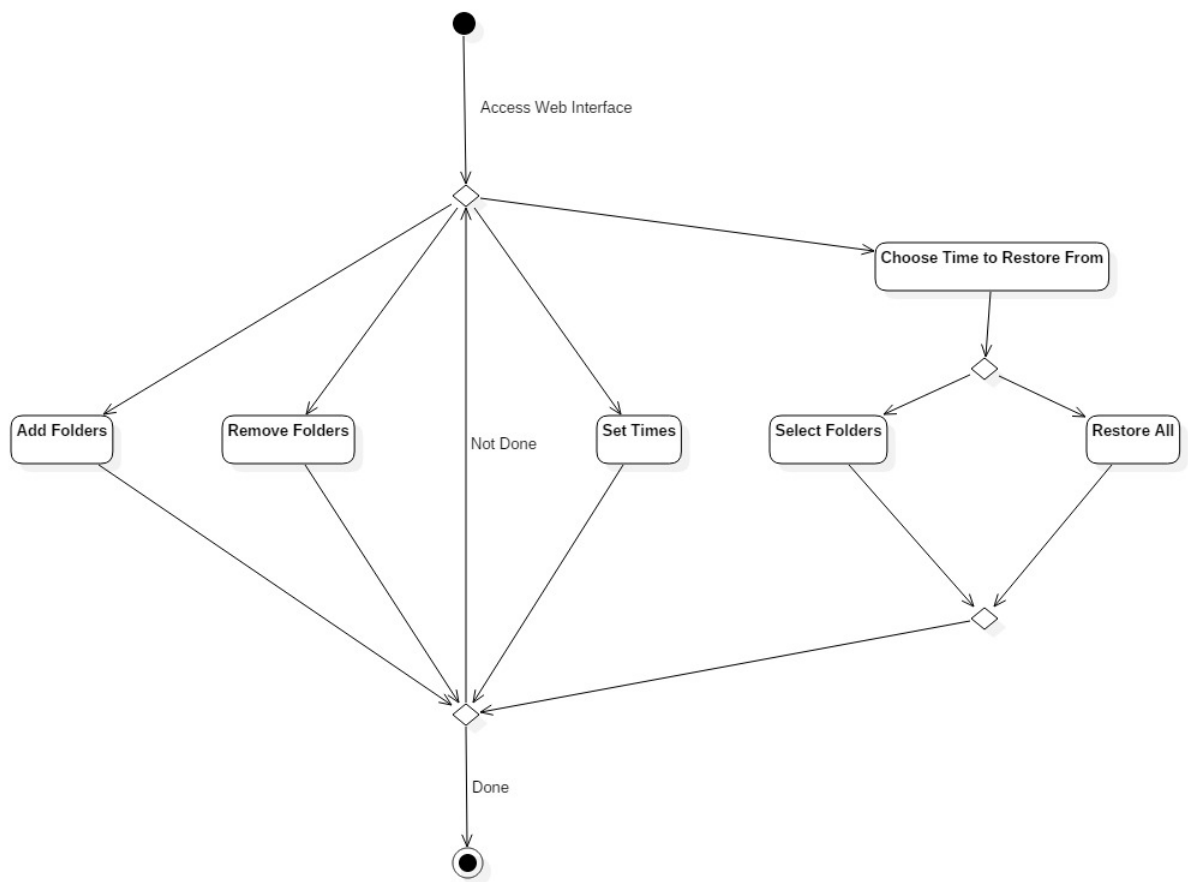 Access Web Interface
Choose Time to Restore From
Add Folders
Remove Folders
Not Done
Set Times
Select Folders
Restore All
Done